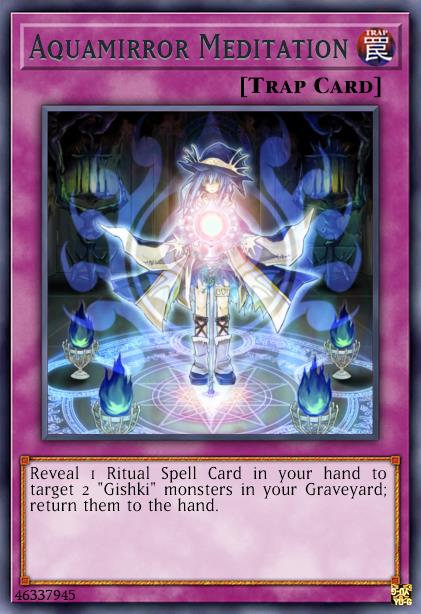 Aquamirror Meditation
TRAP
罠
[Trap Card]
Reveal 1 Ritual Spell Card in your hand to
target 2 "Gishki" monsters in your Graveyard;
return them to the hand.
46337945